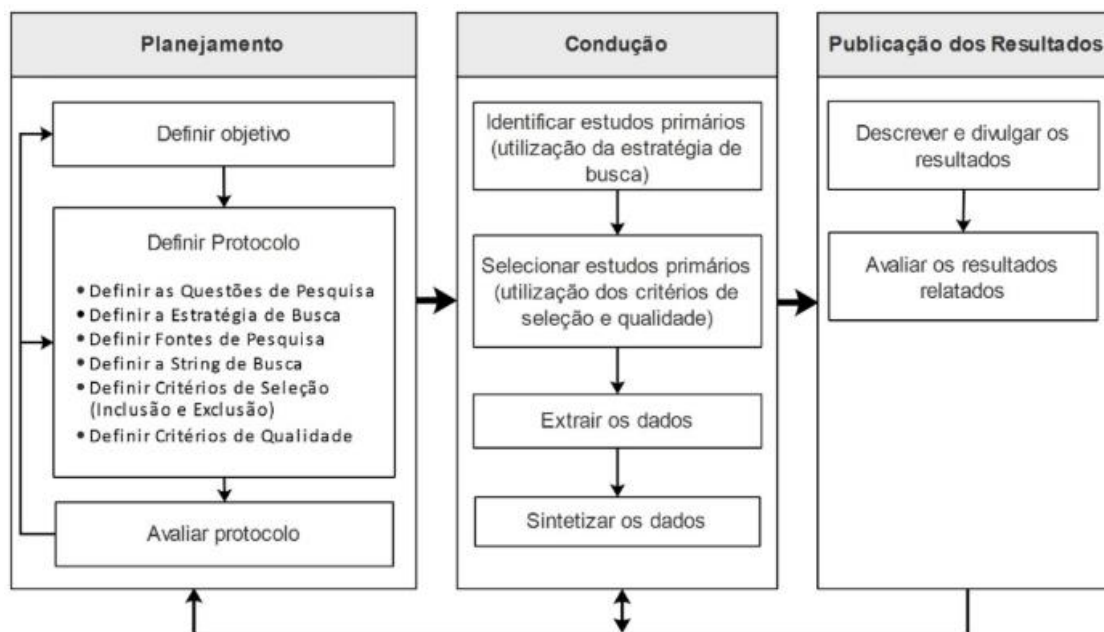 Planejamento
Definir objetivo
Definir Protocolo
• Definir as Questões de Pesquisa
• Definir a Estratégia de Busca
• Definir Fontes de Pesquisa
• Definir a String de Busca
• Definir Critérios de Seleção
(Inclusão e Exclusão)
• Definir Critérios de Qualidade
Avaliar protocolo
Condução
Identificar estudos primários
(utilização da estratégia de
busca)
Selecionar estudos primários
(utilização dos critérios de
seleção e qualidade)
Extrair os dados
Sintetizar os dados
Publicação dos Resultados
Descrever e divulgar os
resultados
Avaliar os resultados
relatados